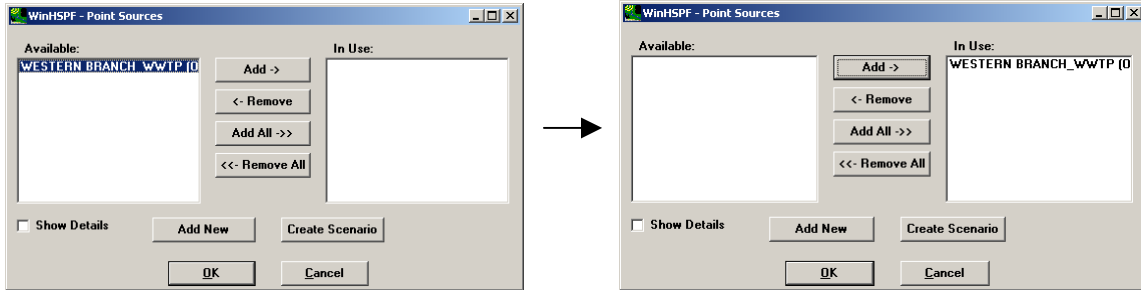 WinHSPF - Point Sources
Available:
In Use:
WESTERN BRANCH_WWTP (0
Add ->
<- Remove
Add All ->>
<<- Remove All
Show Details
Add New
Create Scenario
OK
Cancel
WinHSPF - Point Sources
Available:
In Use:
Add ->
WESTERN BRANCH_WWTP (0
<- Remove
Add All ->>
<<- Remove All
Show Details
Add New
Create Scenario
OK
Cancel